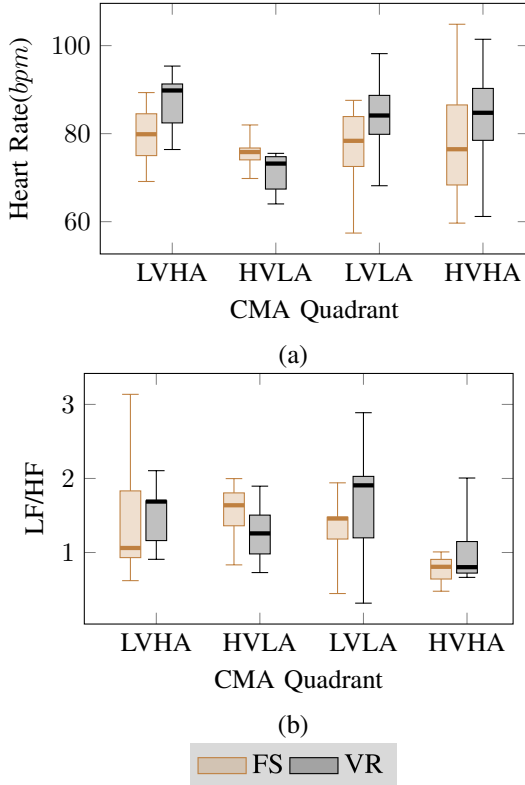 100
80
60
Heart Rate(bpm)
LVHA HVLA LVLA HVHA
CMA Quadrant
(a)
3
2
1
LF/HF
LVHA HVLA LVLA HVHA
CMA Quadrant
(b)
FS VR